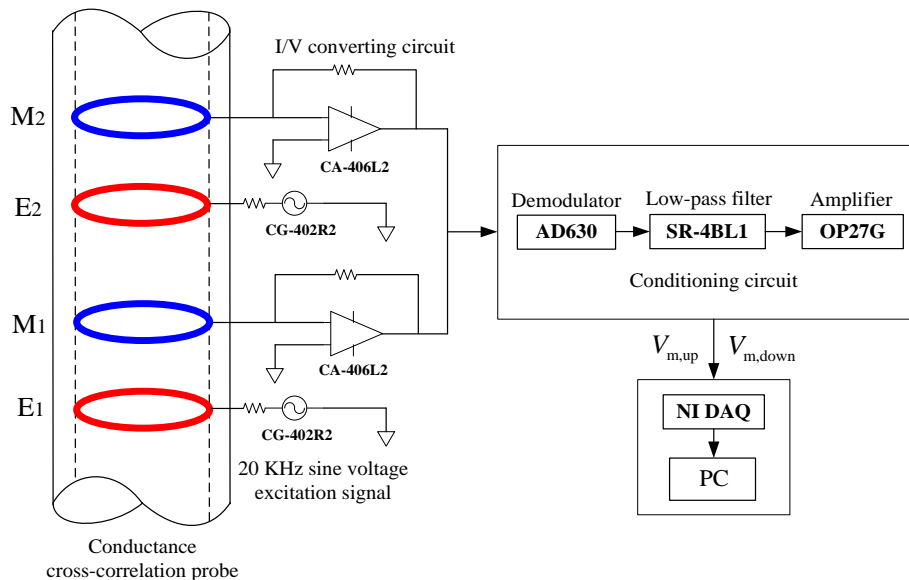 I/V converting circuit
M2
CA-406L2
E2
CG-402R2
M1
CA-406L2
E1
CG-402R2
20 KHz sine voltage
excitation signal
Conductance
cross-correlation probe
Demodulator
AD630
Low-pass filter
SR-4BL1
Amplifier
OP27G
Conditioning circuit
Vm,up
Vm,down
NI DAQ
PC